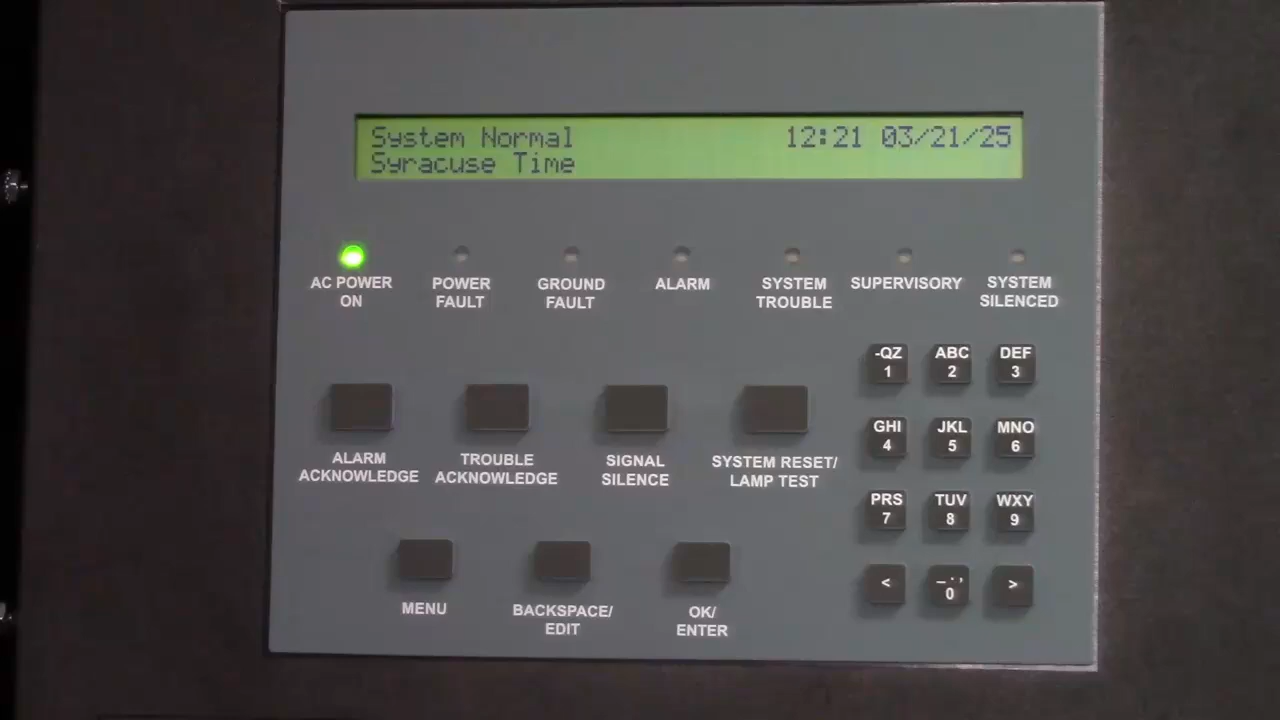 System Normal 12:21 03/21/25
Syracuse Time
AC POWER
ON
POWER
FAULT
GROUND
FAULT
ALARM
SYSTEM
TROUBLE
SUPERVISORY
SYSTEM
SILENCED
-QZ
1
ABC
2
DEF
3
ALARM
ACKNOWLEDGE
TROUBLE
ACKNOWLEDGE
SIGNAL
SILENCE
SYSTEM RESET/
LAMP TEST
GHI
4
JKL
5
MNO
6
PRS
7
TUV
8
WXY
9
MENU
BACKSPACE/
EDIT
OK/
ENTER
<
_ . ,
0
>